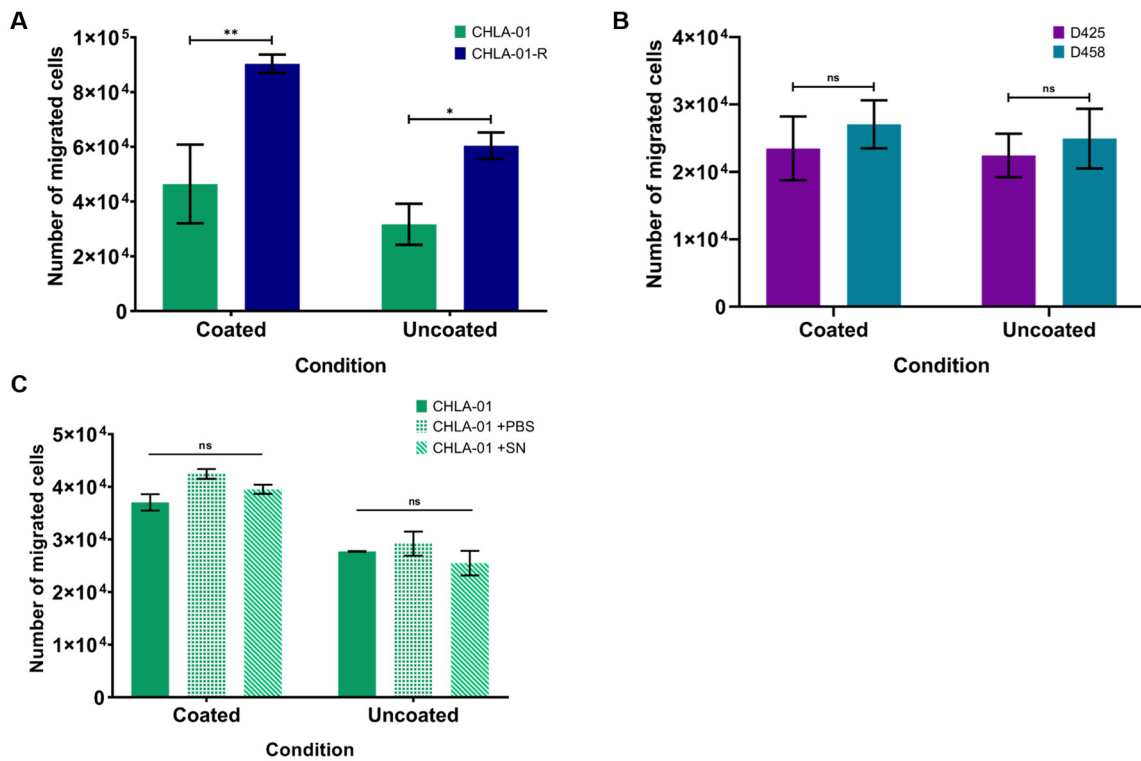 A
CHLA-01
CHLA-01-R
Number of migrated cells
1×10⁵
8×10⁴
6×10⁴
4×10⁴
2×10⁴
0
**
*
Coated
Uncoated
Condition
B
D425
D458
Number of migrated cells
4×10⁴
3×10⁴
2×10⁴
1×10⁴
0
ns
ns
Coated
Uncoated
Condition
C
CHLA-01
CHLA-01 +PBS
CHLA-01 +SN
Number of migrated cells
5×10⁴
4×10⁴
3×10⁴
2×10⁴
1×10⁴
0
ns
ns
Coated
Uncoated
Condition